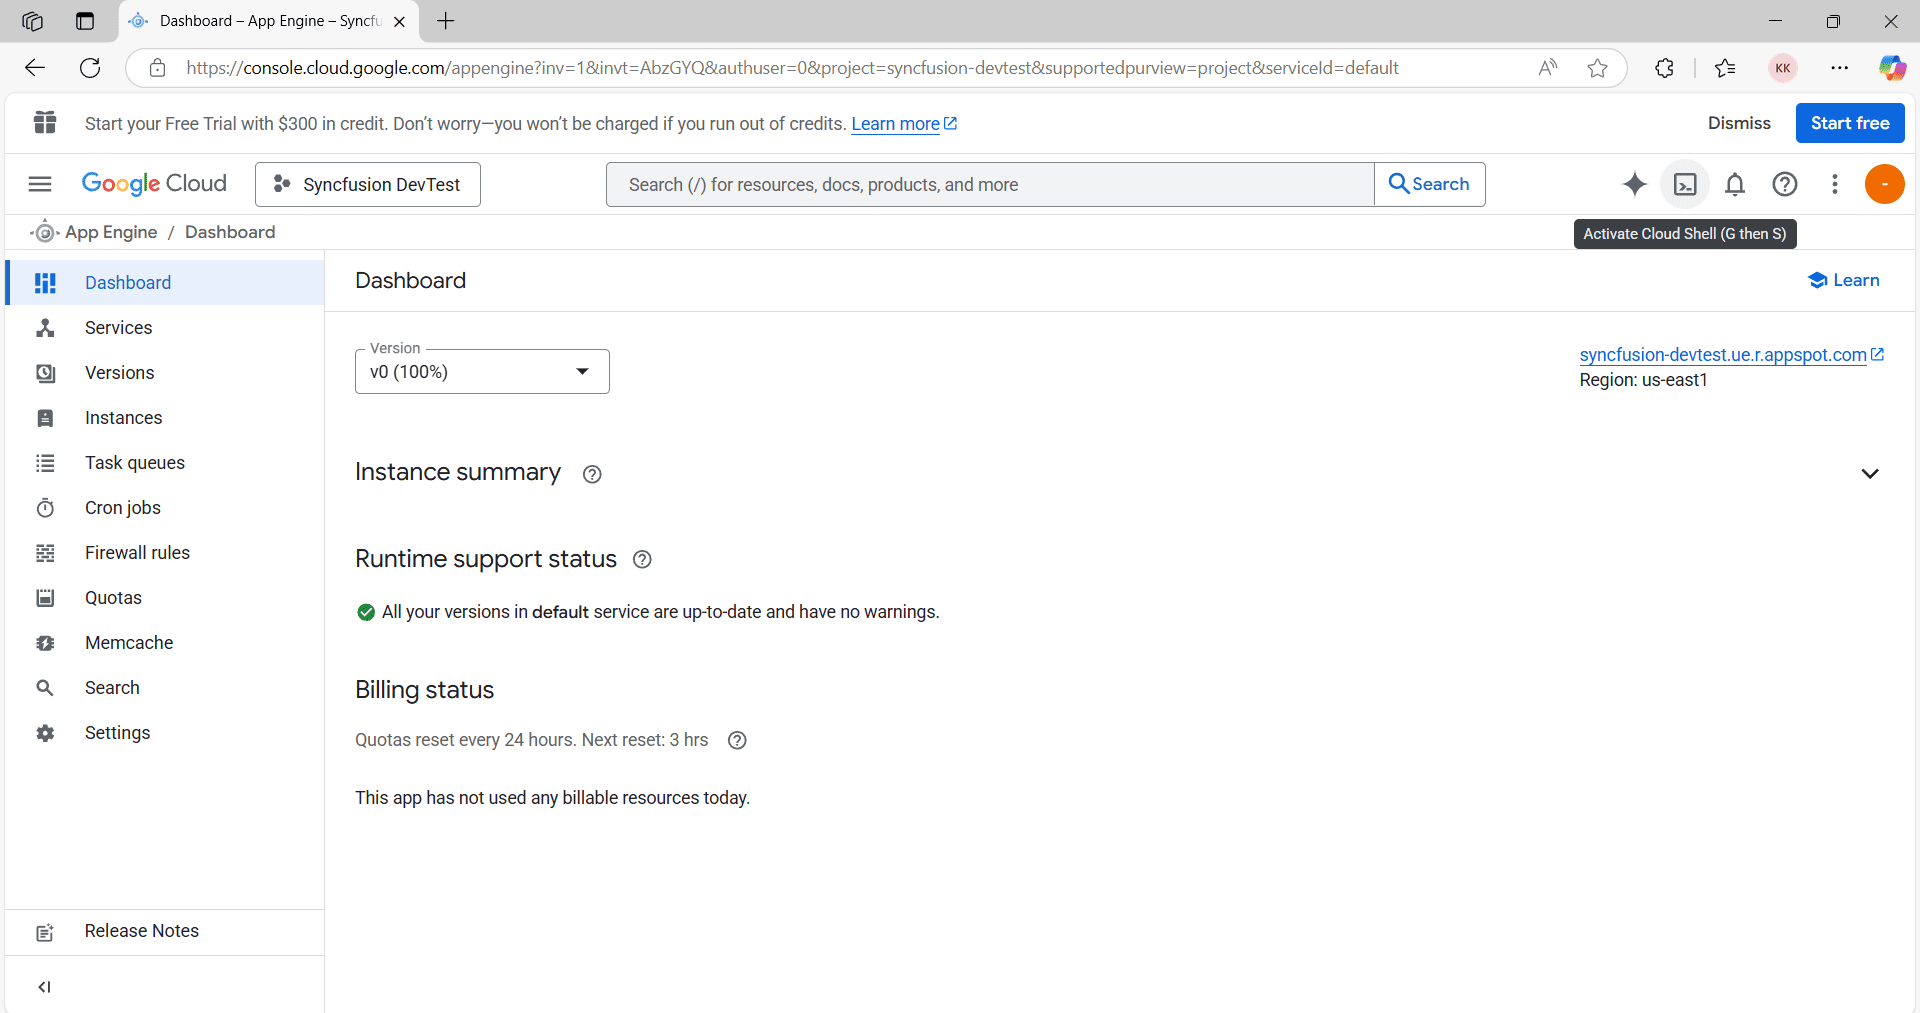 Dashboard – App Engine – Syncfu
https://console.cloud.google.com/appengine?inv=1&invt=AbzGYQ&authuser=0&project=syncfusion-devtest&supportedpurview=project&serviceId=default
KK
Start your Free Trial with $300 in credit. Don’t worry—you won’t be charged if you run out of credits. Learn more
Dismiss
Start free
Google Cloud
Syncfusion DevTest
Search (/) for resources, docs, products, and more
Search
-
App Engine / Dashboard
Activate Cloud Shell (G then S)
Dashboard
Services
Versions
Instances
Task queues
Cron jobs
Firewall rules
Quotas
Memcache
Search
Settings
Release Notes
Dashboard
Learn
Version
v0 (100%)
syncfusion-devtest.ue.r.appspot.com
Region: us-east1
Instance summary
Runtime support status
All your versions in default service are up-to-date and have no warnings.
Billing status
Quotas reset every 24 hours. Next reset: 3 hrs
This app has not used any billable resources today.